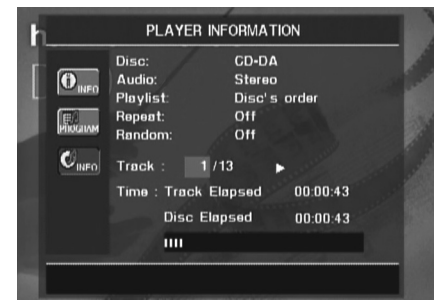 h
PLAYER INFORMATION
INFO
PROGRAM
INFO
Disc: CD-DA
Audio: Stereo
Playlist: Disc's order
Repeat: Off
Random: Off
Track : 1 /13
Time : Track Elapsed 00:00:43
Disc Elapsed 00:00:43